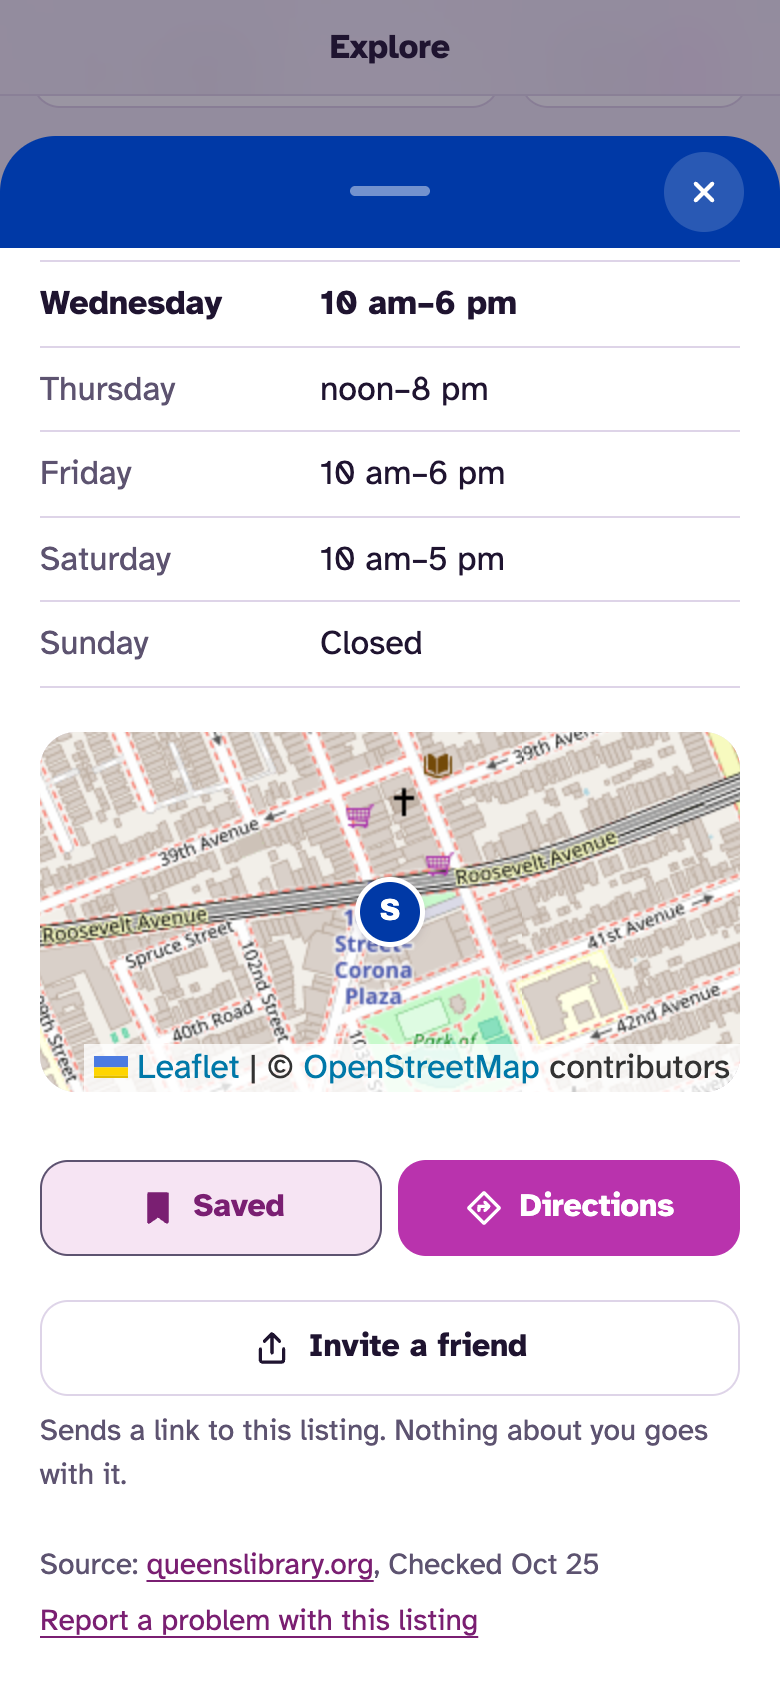 Explore
Wednesday 10 am–6 pm
Thursday noon–8 pm
Friday 10 am–6 pm
Saturday 10 am–5 pm
Sunday Closed
39th Avenue
39th Avenue
Roosevelt Avenue
S
Roosevelt Avenue
Spruce Street
Street–
Corona
Plaza
102nd Street
41st Avenue
40th Road
42nd Avenue
Park of
Leaflet | © OpenStreetMap contributors
Saved
Directions
Invite a friend
Sends a link to this listing. Nothing about you goes
with it.
Source: queenslibrary.org, Checked Oct 25
Report a problem with this listing